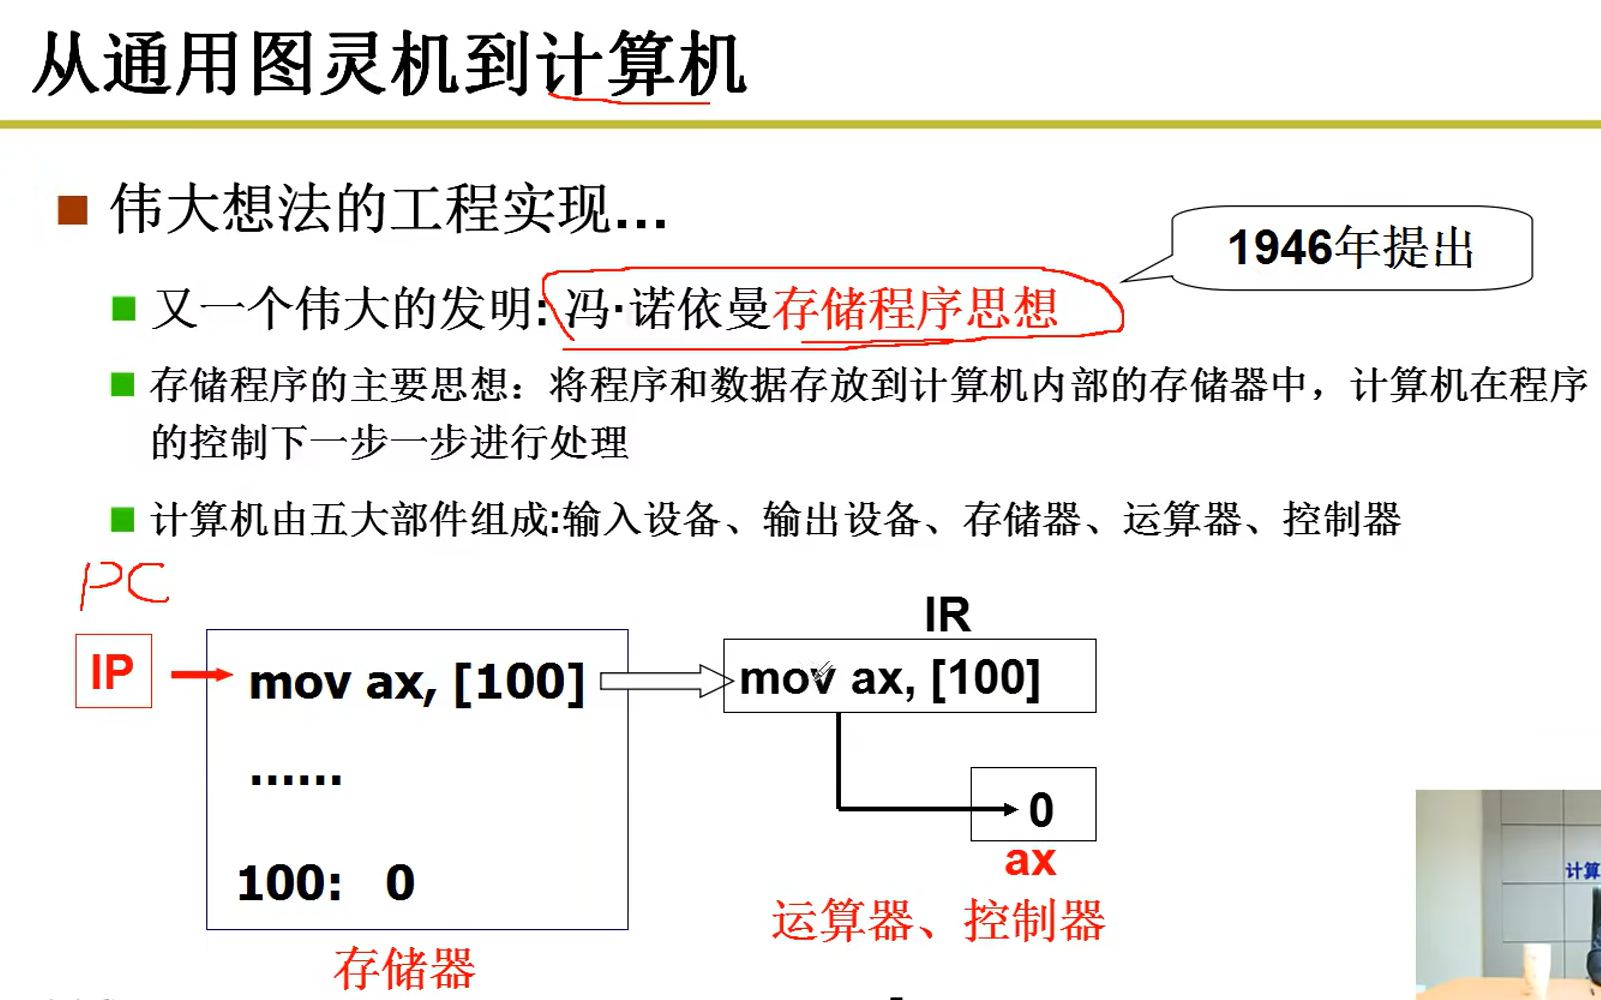 从通用图灵机到计算机
伟大想法的工程实现...
1946年提出
又一个伟大的发明: 冯·诺依曼存储程序思想
存储程序的主要思想：将程序和数据存放到计算机内部的存储器中，计算机在程序
的控制下一步一步进行处理
计算机由五大部件组成:输入设备、输出设备、存储器、运算器、控制器
PC
IR
IP
mov ax, [100]
mov ax, [100]
......
0
ax
100: 0
运算器、控制器
存储器
计算